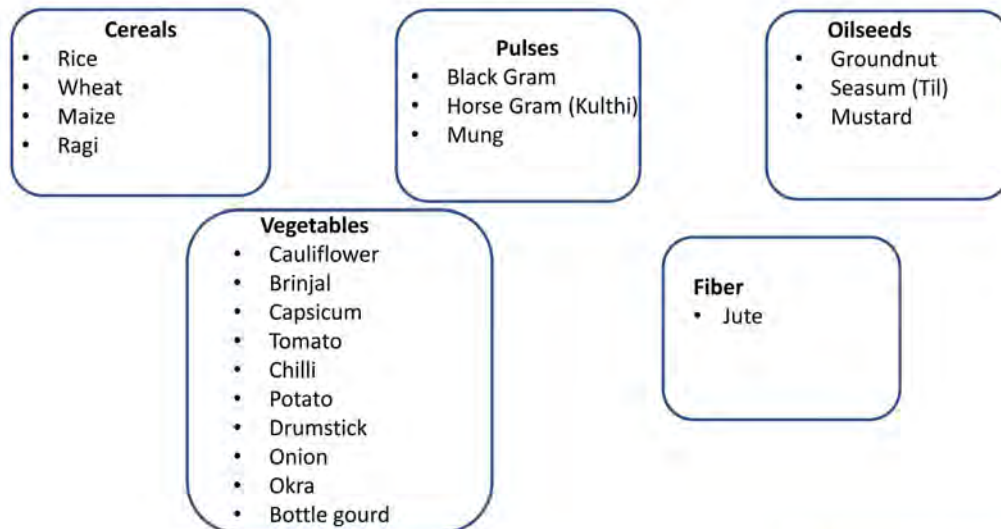 Cereals
• Rice
• Wheat
• Maize
• Ragi
Pulses
• Black Gram
• Horse Gram (Kulthi)
• Mung
Oilseeds
• Groundnut
• Seasum (Til)
• Mustard
Vegetables
• Cauliflower
• Brinjal
• Capsicum
• Tomato
• Chilli
• Potato
• Drumstick
• Onion
• Okra
• Bottle gourd
Fiber
• Jute